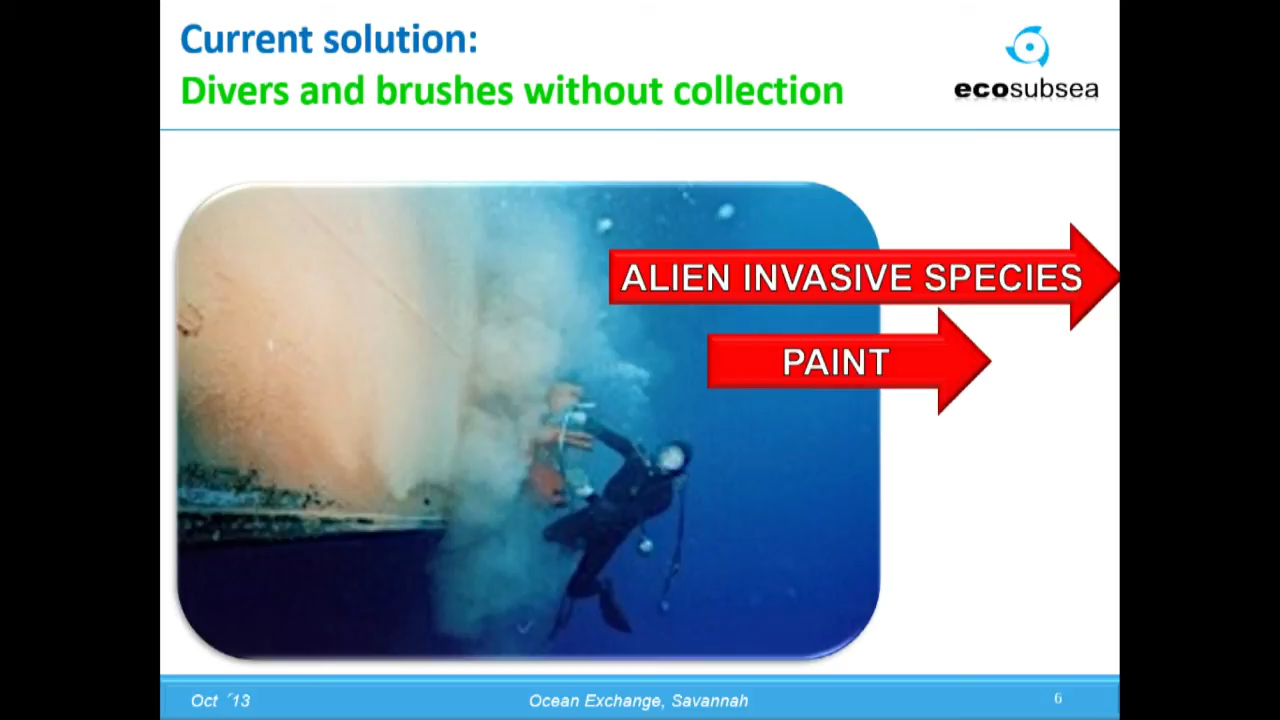 Current solution:
Divers and brushes without collection
ecosubsea
ALIEN INVASIVE SPECIES
PAINT
Oct ´13
Ocean Exchange, Savannah
6